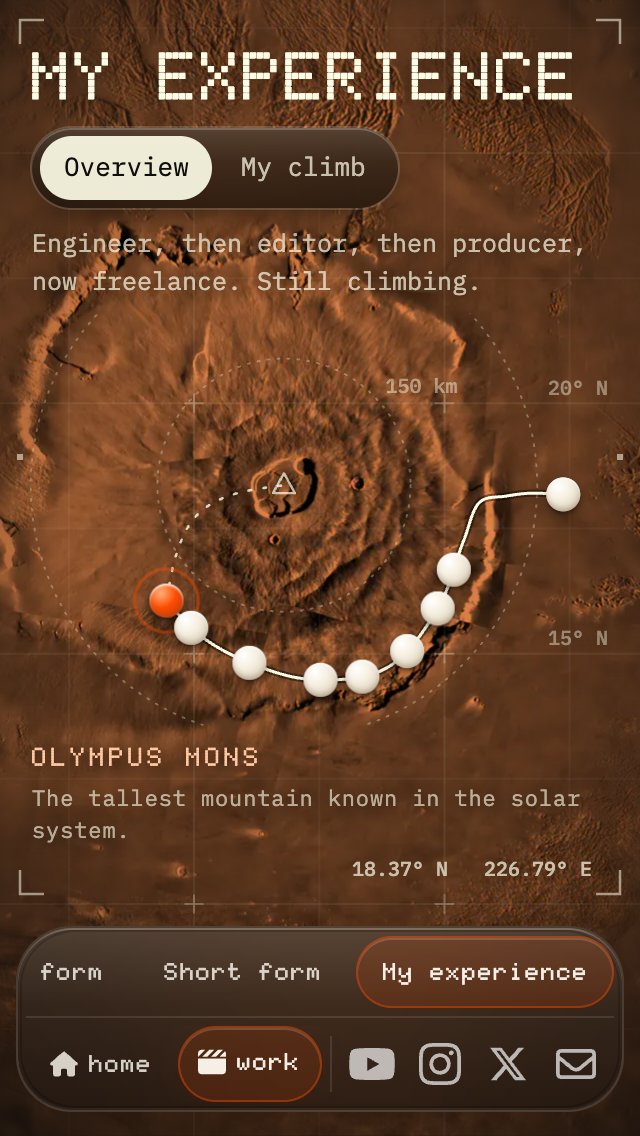 MY EXPERIENCE
Overview
My climb
Engineer, then editor, then producer,
now freelance. Still climbing.
150 km
20° N
15° N
OLYMPUS MONS
The tallest mountain known in the solar
system.
18.37° N 226.79° E
form
Short form
My experience
home
work